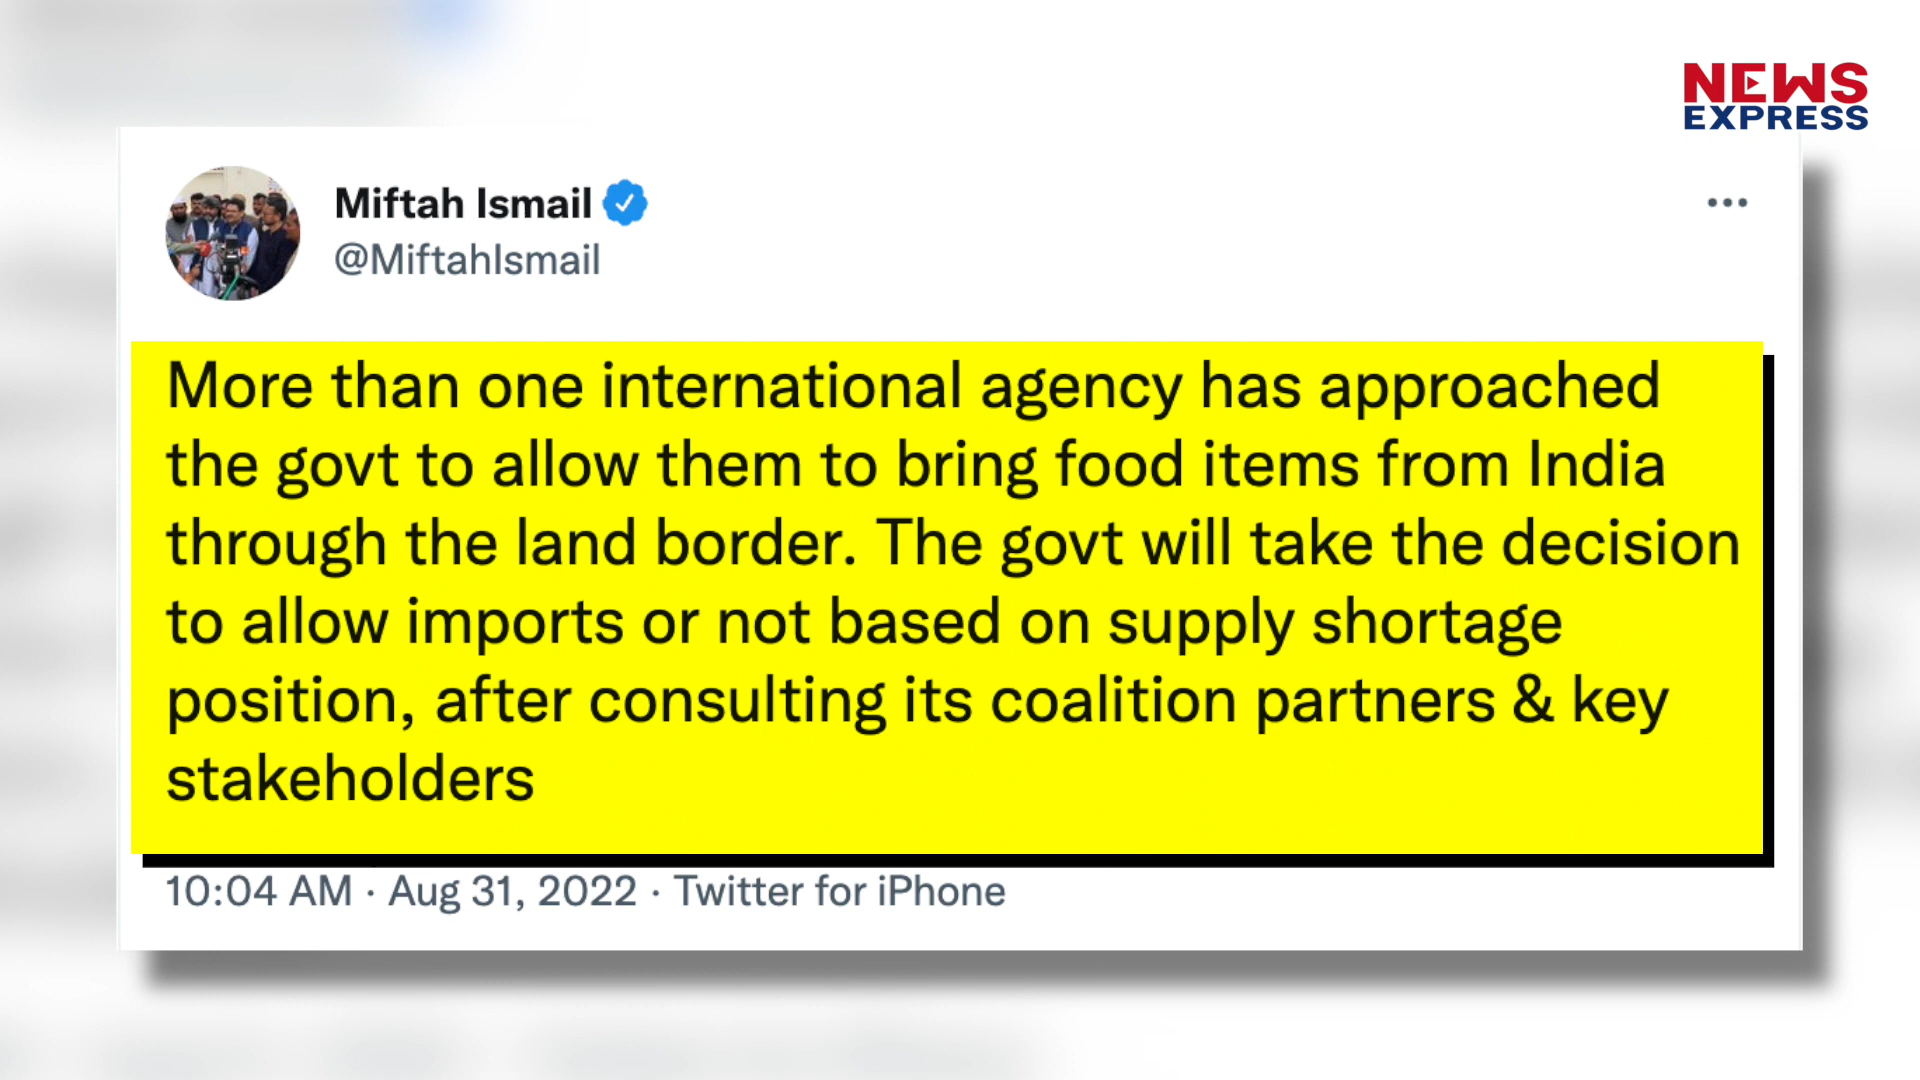 NEWS
EXPRESS
Miftah Ismail
@MiftahIsmail
More than one international agency has approached
the govt to allow them to bring food items from India
through the land border. The govt will take the decision
to allow imports or not based on supply shortage
position, after consulting its coalition partners & key
stakeholders
10:04 AM · Aug 31, 2022 · Twitter for iPhone